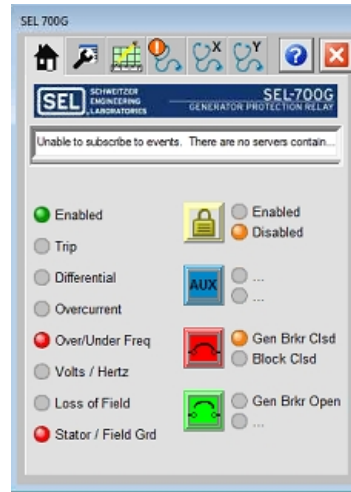 SEL 700G
X
Y
SEL SCHWEITZER ENGINEERING LABORATORIES
SEL-700G
GENERATOR PROTECTION RELAY
Unable to subscribe to events. There are no servers contain...
Enabled
Trip
Differential
Overcurrent
Over/Under Freq
Volts / Hertz
Loss of Field
Stator / Field Grd
Enabled
Disabled
AUX
...
...
Gen Brkr Clsd
Block Clsd
Gen Brkr Open
...